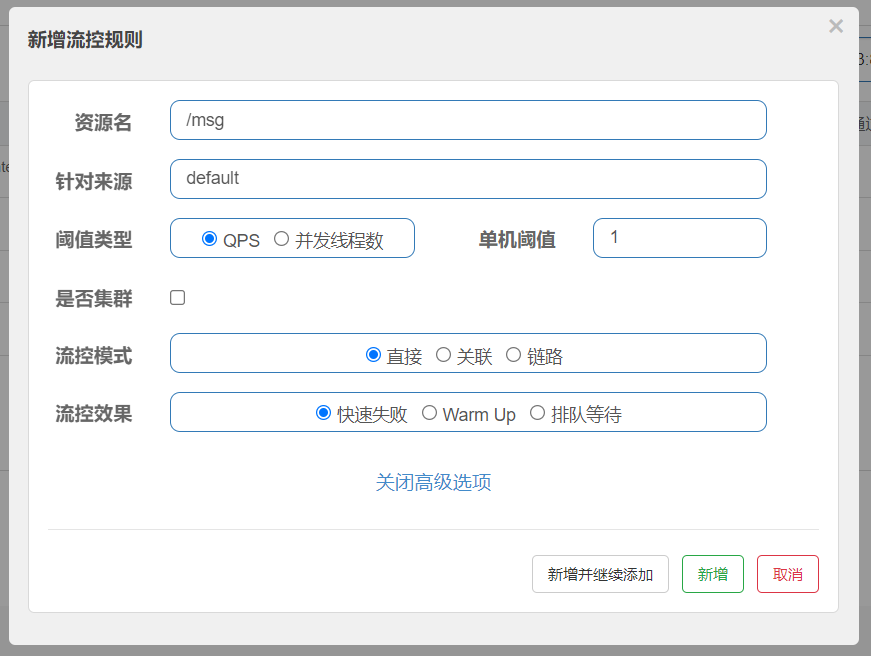 新增流控规则
×
资源名 /msg
针对来源 default
阈值类型 QPS 并发线程数 单机阈值 1
是否集群
流控模式 直接 关联 链路
流控效果 快速失败 Warm Up 排队等待
关闭高级选项
新增并继续添加 新增 取消